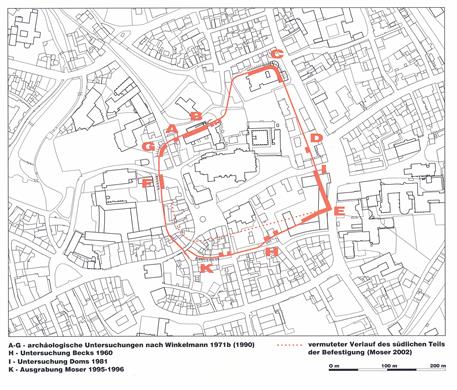 C
B
A
D
G
I
F
E
H
K
A-G - archäologische Untersuchungen nach Winkelmann 1971b (1990)
H - Untersuchung Becks 1960
I - Untersuchung Doms 1981
K - Ausgrabung Moser 1995-1996
vermuteter Verlauf des südlichen Teils
der Befestigung (Moser 2002)
0 m 100 m 200 m